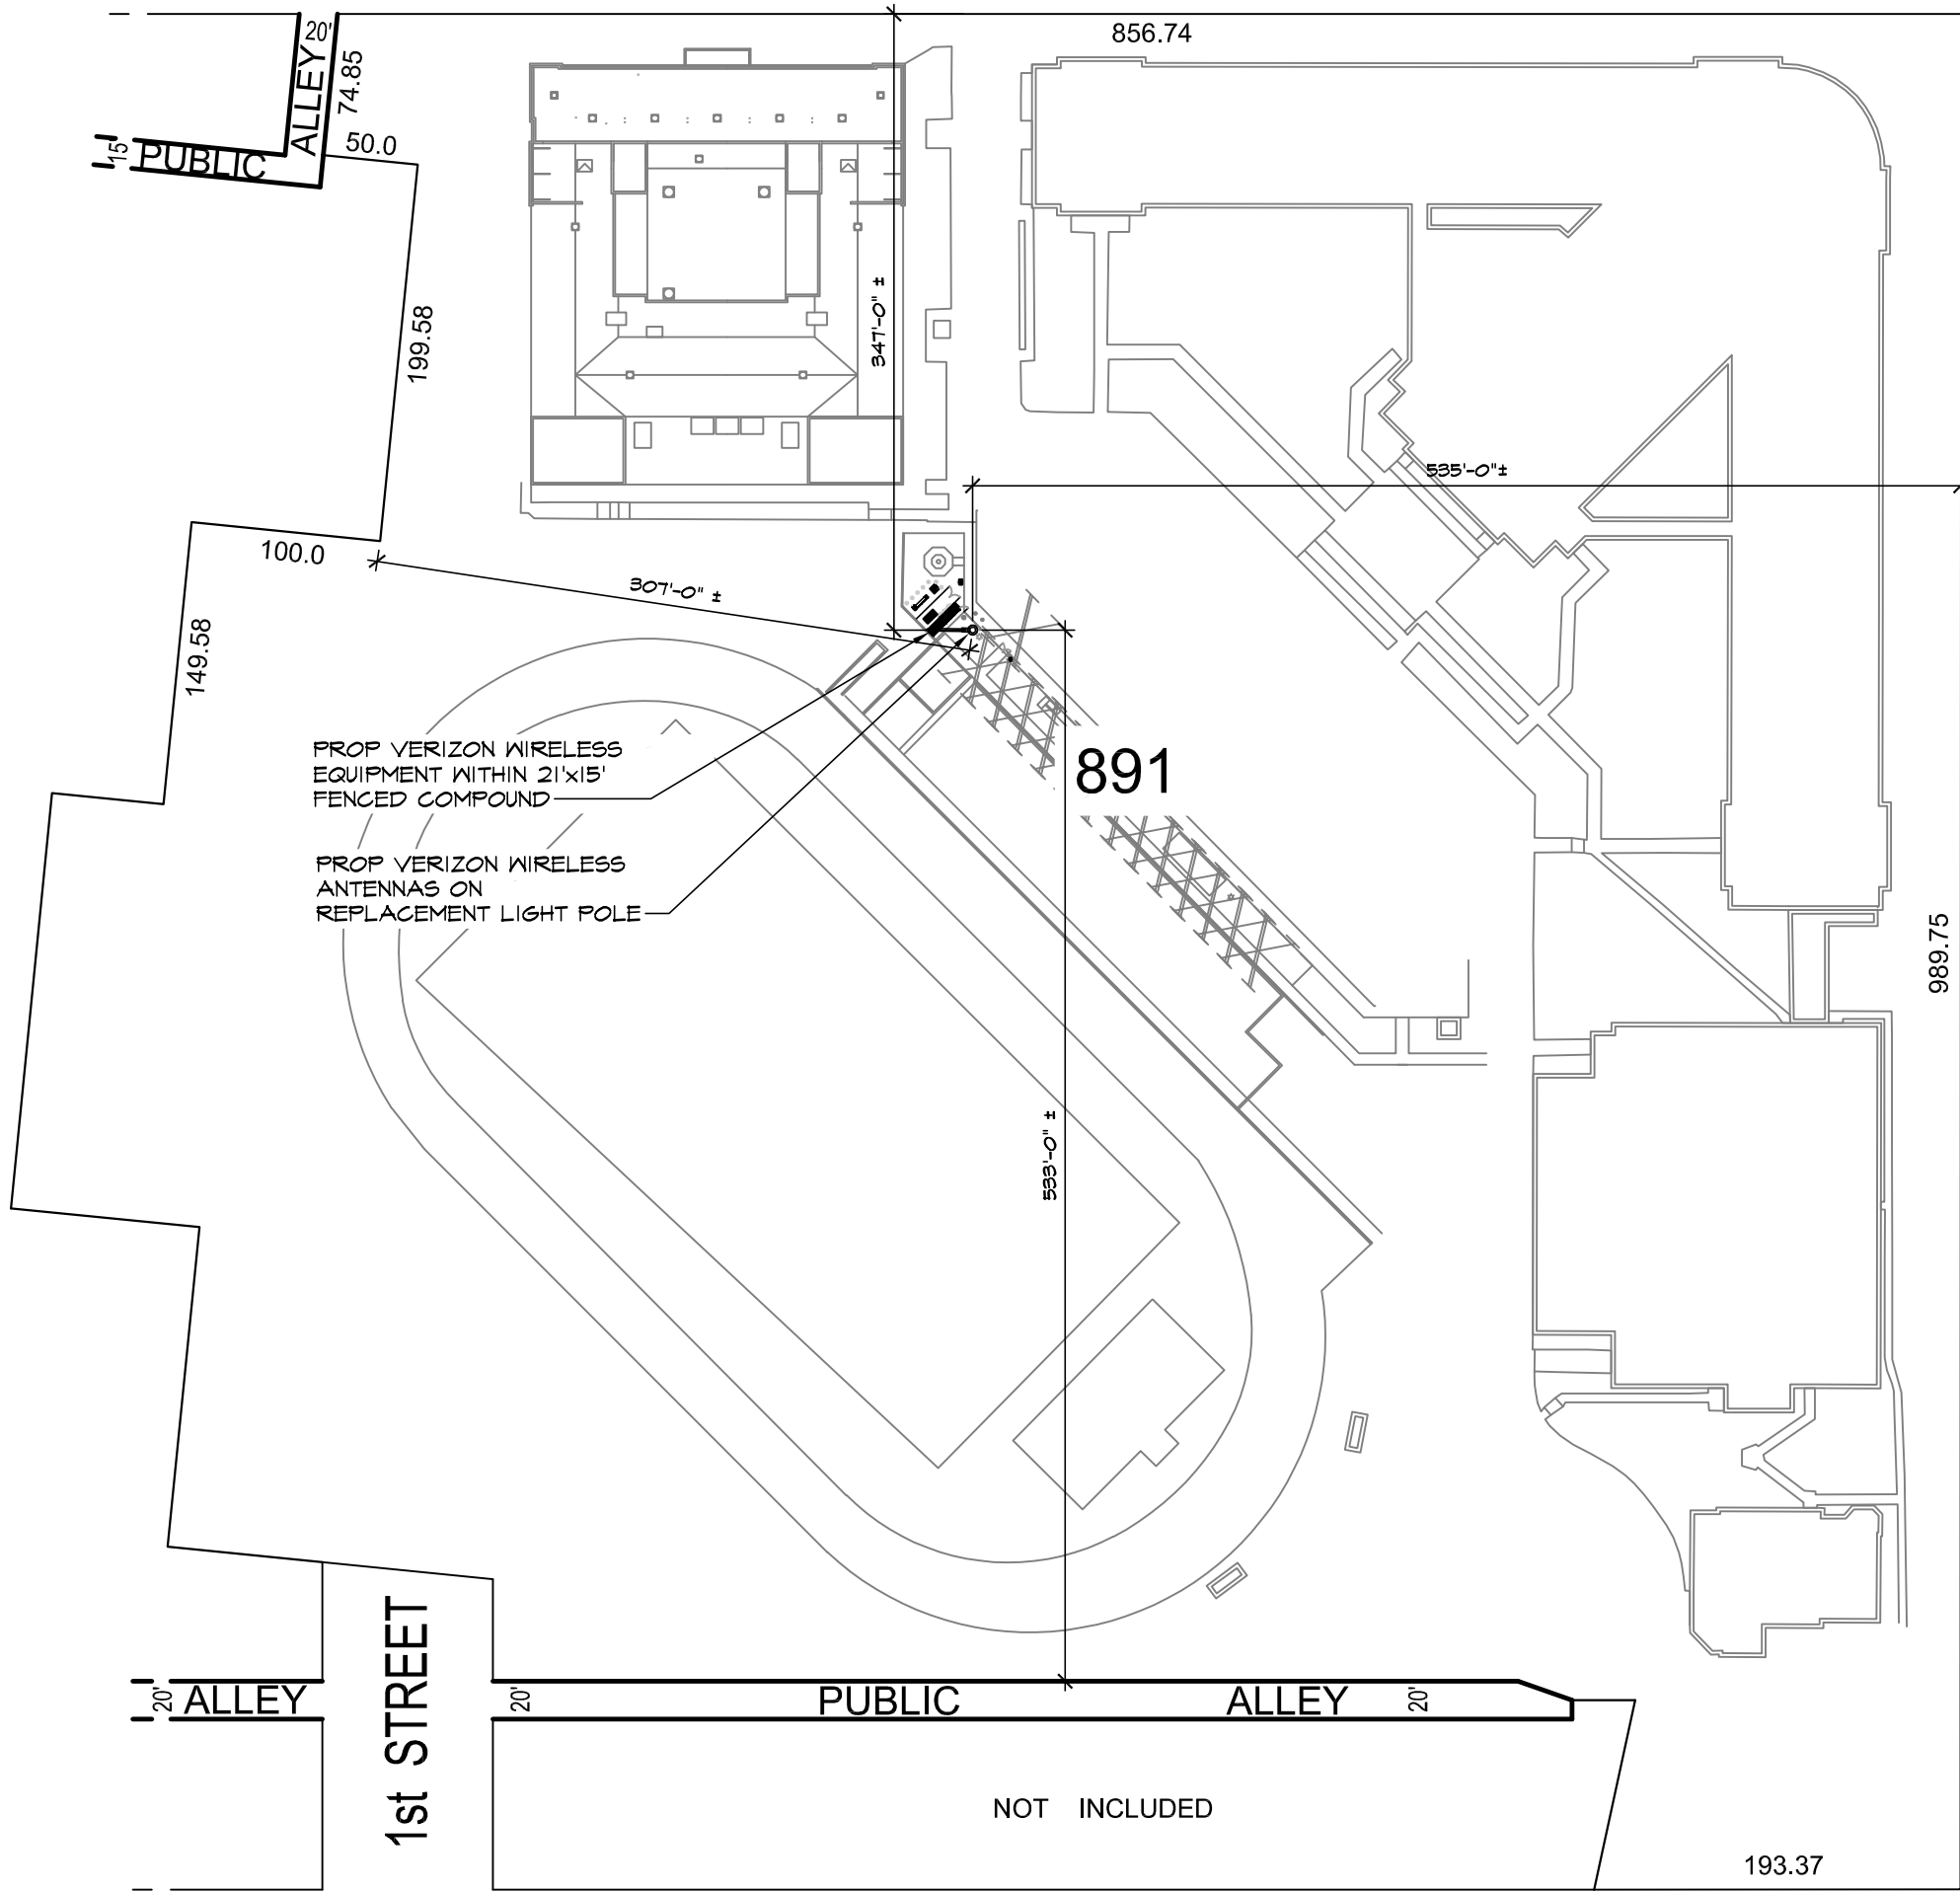 20'
856.74
ALLEY
74.85
15'
PUBLIC
50.0
347'-0" ±
199.58
535'-0"±
100.0
307'-0" ±
149.58
PROP VERIZON WIRELESS
EQUIPMENT WITHIN 21'x15'
FENCED COMPOUND
891
PROP VERIZON WIRELESS
ANTENNAS ON
REPLACEMENT LIGHT POLE
989.75
533'-0" ±
1st STREET
20'
ALLEY
20'
PUBLIC ALLEY
20'
NOT INCLUDED
193.37